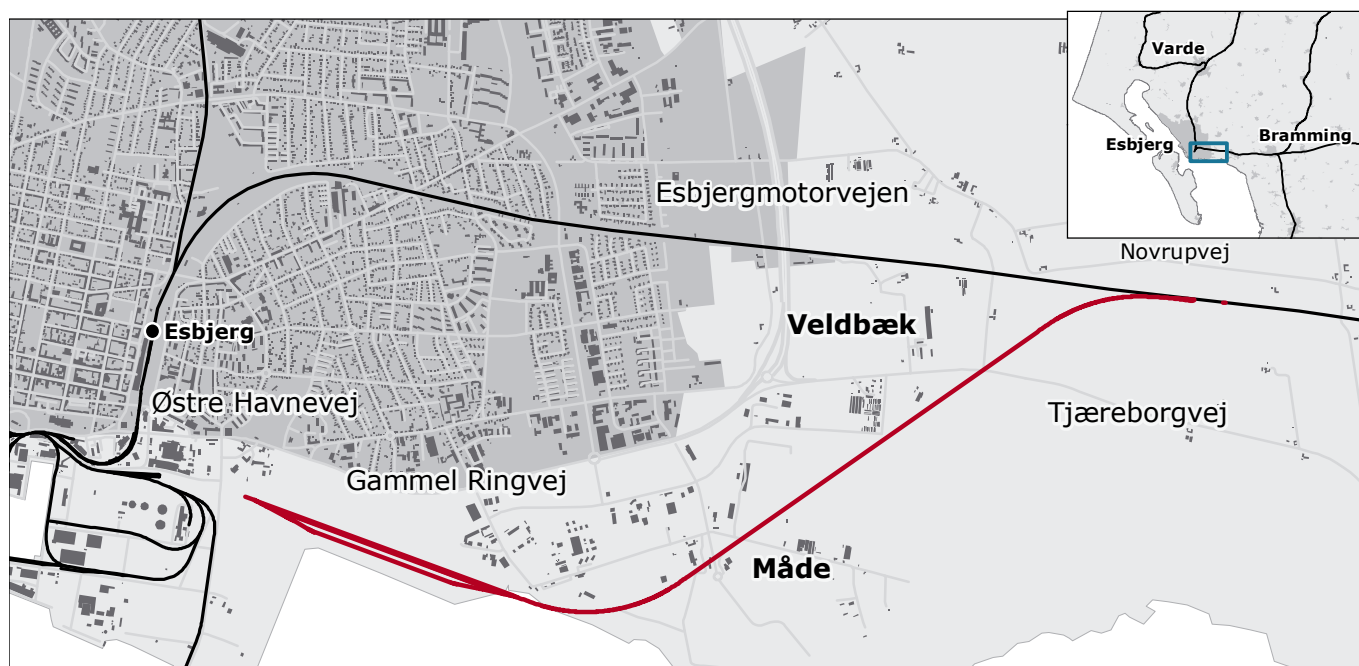 Varde
Esbjerg
Bramming
Esbjergmotorvejen
Novrupvej
Veldbæk
Esbjerg
Østre Havnevej
Tjæreborgvej
Gammel Ringvej
Måde